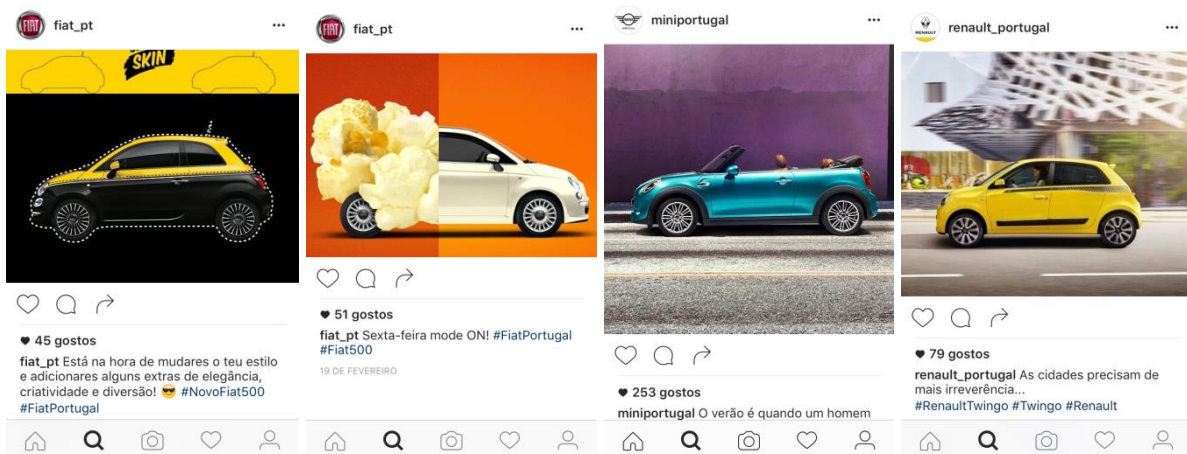 fiat_pt
SKIN
45 gostos
fiat_pt Está na hora de mudares o teu estilo
e adicionares alguns extras de elegância,
criatividade e diversão! 😎 #NovoFiat500
#FiatPortugal
fiat_pt
51 gostos
fiat_pt Sexta-feira mode ON! #FiatPortugal
#Fiat500
19 DE FEVEREIRO
miniportugal
253 gostos
miniportugal O verão é quando um homem
RENAULT
renault_portugal
79 gostos
renault_portugal As cidades precisam de
mais irreverência...
#RenaultTwingo #Twingo #Renault